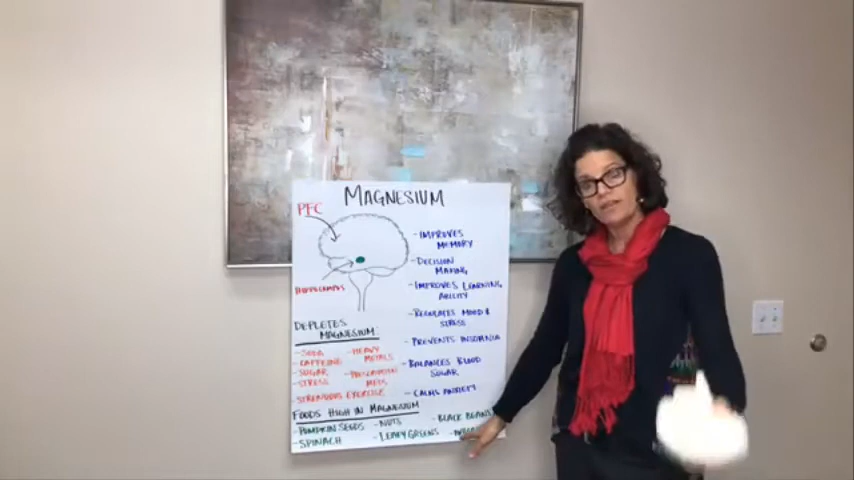 MAGNESIUM
PFC
HIPPOCAMPUS
- IMPROVES
MEMORY
- DECISION
MAKING
- IMPROVES LEARNING
ABILITY
- REGULATES MOOD &
STRESS
- PREVENTS INSOMNIA
- BALANCES BLOOD
SUGAR
- CALMS ANXIETY
DEPLETES
MAGNESIUM:
- SODA
- CAFFEINE
- SUGAR
- STRESS
- STRENUOUS EXERCISE
- HEAVY
METALS
- PRESCRIPTION
MEDS
FOODS HIGH IN MAGNESIUM
- PUMPKIN SEEDS
- NUTS
- BLACK BEANS
- SPINACH
- LEAFY GREENS